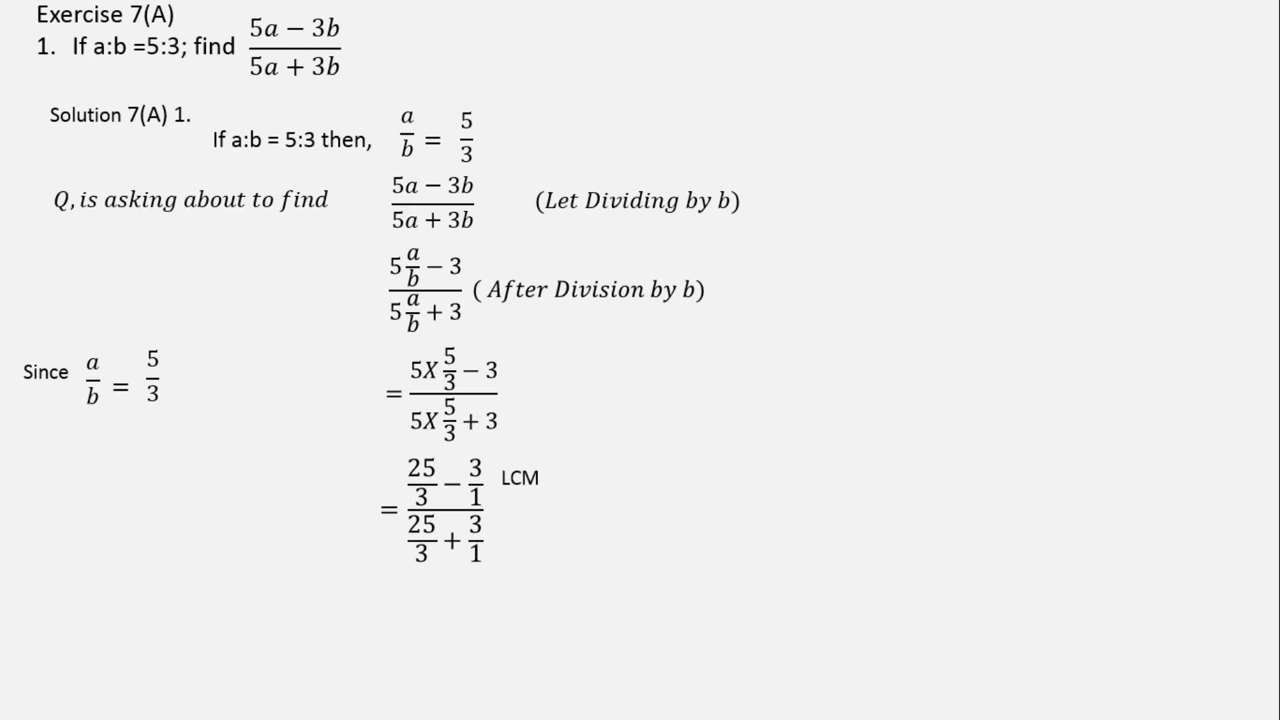 Exercise 7(A)
1. If a:b =5:3; find (5a − 3b)/(5a + 3b)
Solution 7(A) 1.
If a:b = 5:3 then, a/b = 5/3
Q, is asking about to find (5a − 3b)/(5a + 3b) (Let Dividing by b)
(5 a/b − 3)/(5 a/b + 3) ( After Division by b)
Since a/b = 5/3 = (5X 5/3 − 3)/(5X 5/3 + 3)
= (25/3 − 3/1)/(25/3 + 3/1) LCM